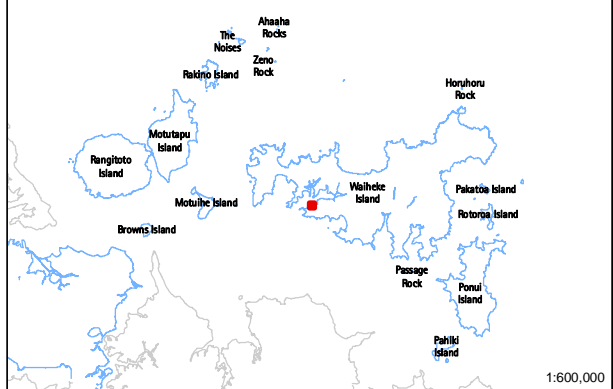 Ahaaha
Rocks
The
Noises
Zeno
Rock
Rakino Island
Horuhoru
Rock
Motutapu
Island
Rangitoto
Island
Waiheke
Island
Pakatoa Island
Motuihe Island
Rotoroa Island
Browns Island
Passage
Rock
Ponui
Island
Pahiki
Island
1:600,000